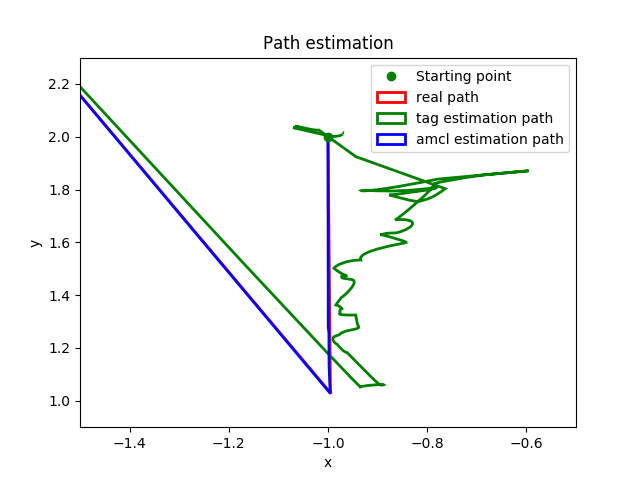 Path estimation
Starting point
real path
tag estimation path
amcl estimation path
y
2.2
2.0
1.8
1.6
1.4
1.2
1.0
−1.4
−1.2
−1.0
−0.8
−0.6
x